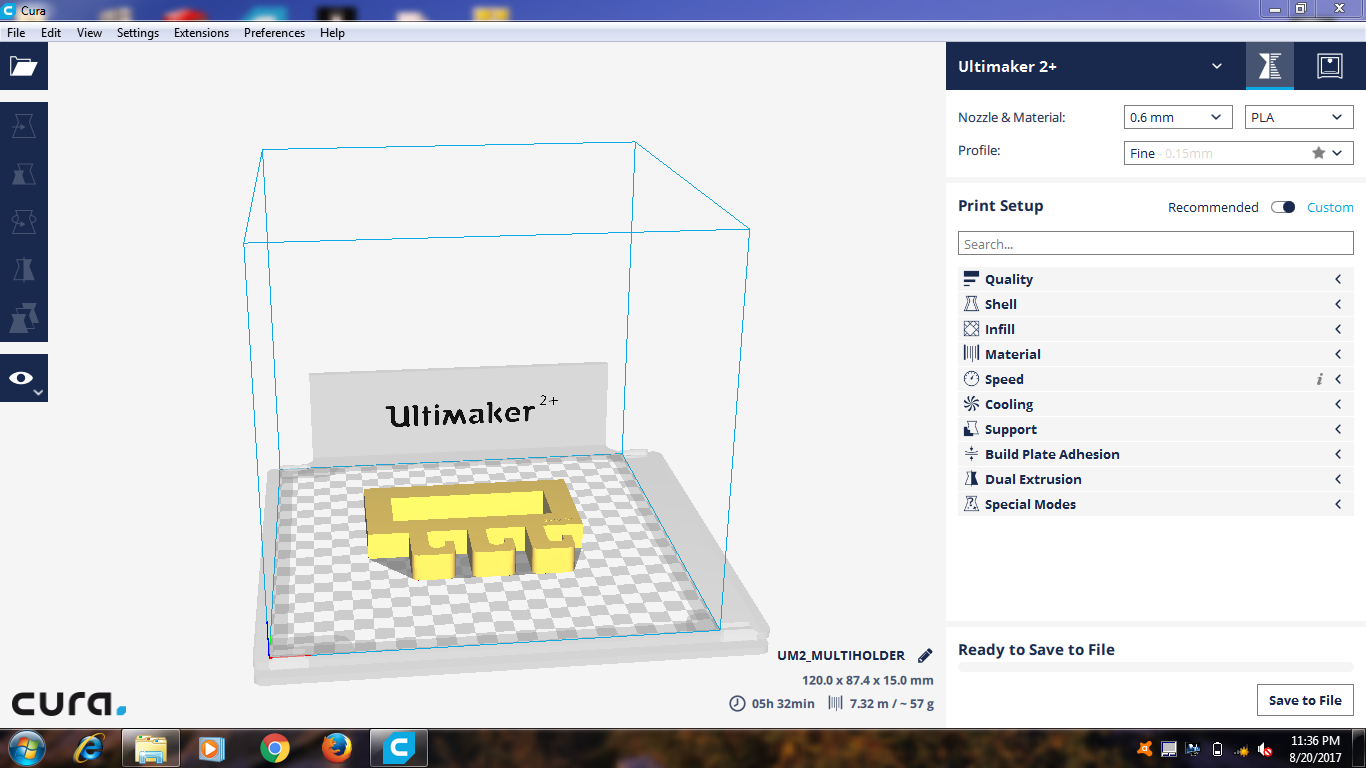 Cura
File Edit View Settings Extensions Preferences Help
Ultimaker 2+
Nozzle & Material: 0.6 mm PLA
Profile: Fine - 0.15mm
Print Setup Recommended Custom
Search...
Quality
Shell
Infill
Material
Speed i
Cooling
Support
Build Plate Adhesion
Dual Extrusion
Special Modes
Ultimaker 2+
UM2_MULTIHOLDER
120.0 x 87.4 x 15.0 mm
05h 32min 7.32 m / ~ 57 g
Ready to Save to File
Save to File
cura.
11:36 PM
8/20/2017